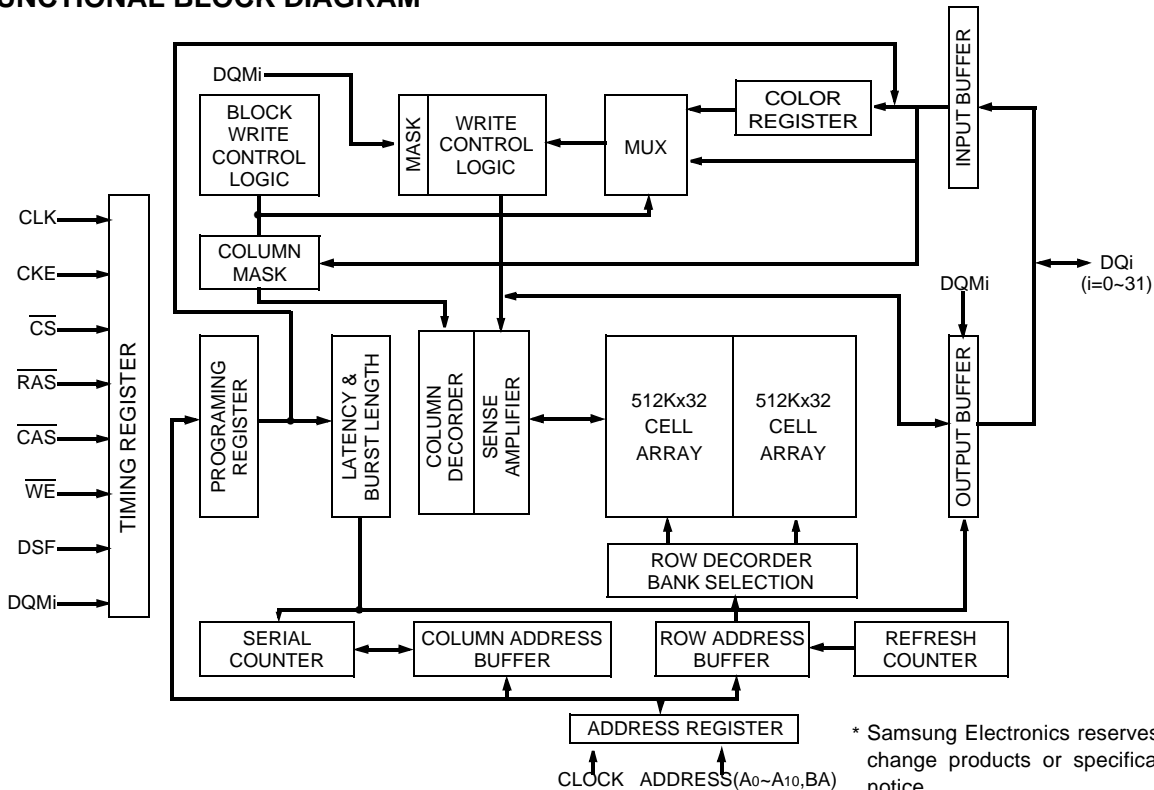 UNCTIONAL BLOCK DIAGRAM
DQMi
BLOCK
WRITE
CONTROL
LOGIC
MASK
WRITE
CONTROL
LOGIC
MUX
COLOR
REGISTER
INPUT BUFFER
COLUMN
MASK
CLK
CKE
CS
RAS
CAS
WE
DSF
DQMi
TIMING REGISTER
DQMi
DQi
(i=0~31)
PROGRAMING
REGISTER
LATENCY &
BURST LENGTH
COLUMN
DECORDER
SENSE
AMPLIFIER
512Kx32
CELL
ARRAY
512Kx32
CELL
ARRAY
OUTPUT BUFFER
ROW DECORDER
BANK SELECTION
SERIAL
COUNTER
COLUMN ADDRESS
BUFFER
ROW ADDRESS
BUFFER
REFRESH
COUNTER
ADDRESS REGISTER
CLOCK ADDRESS(A0~A10,BA)
* Samsung Electronics reserves
change products or specifica
notice.